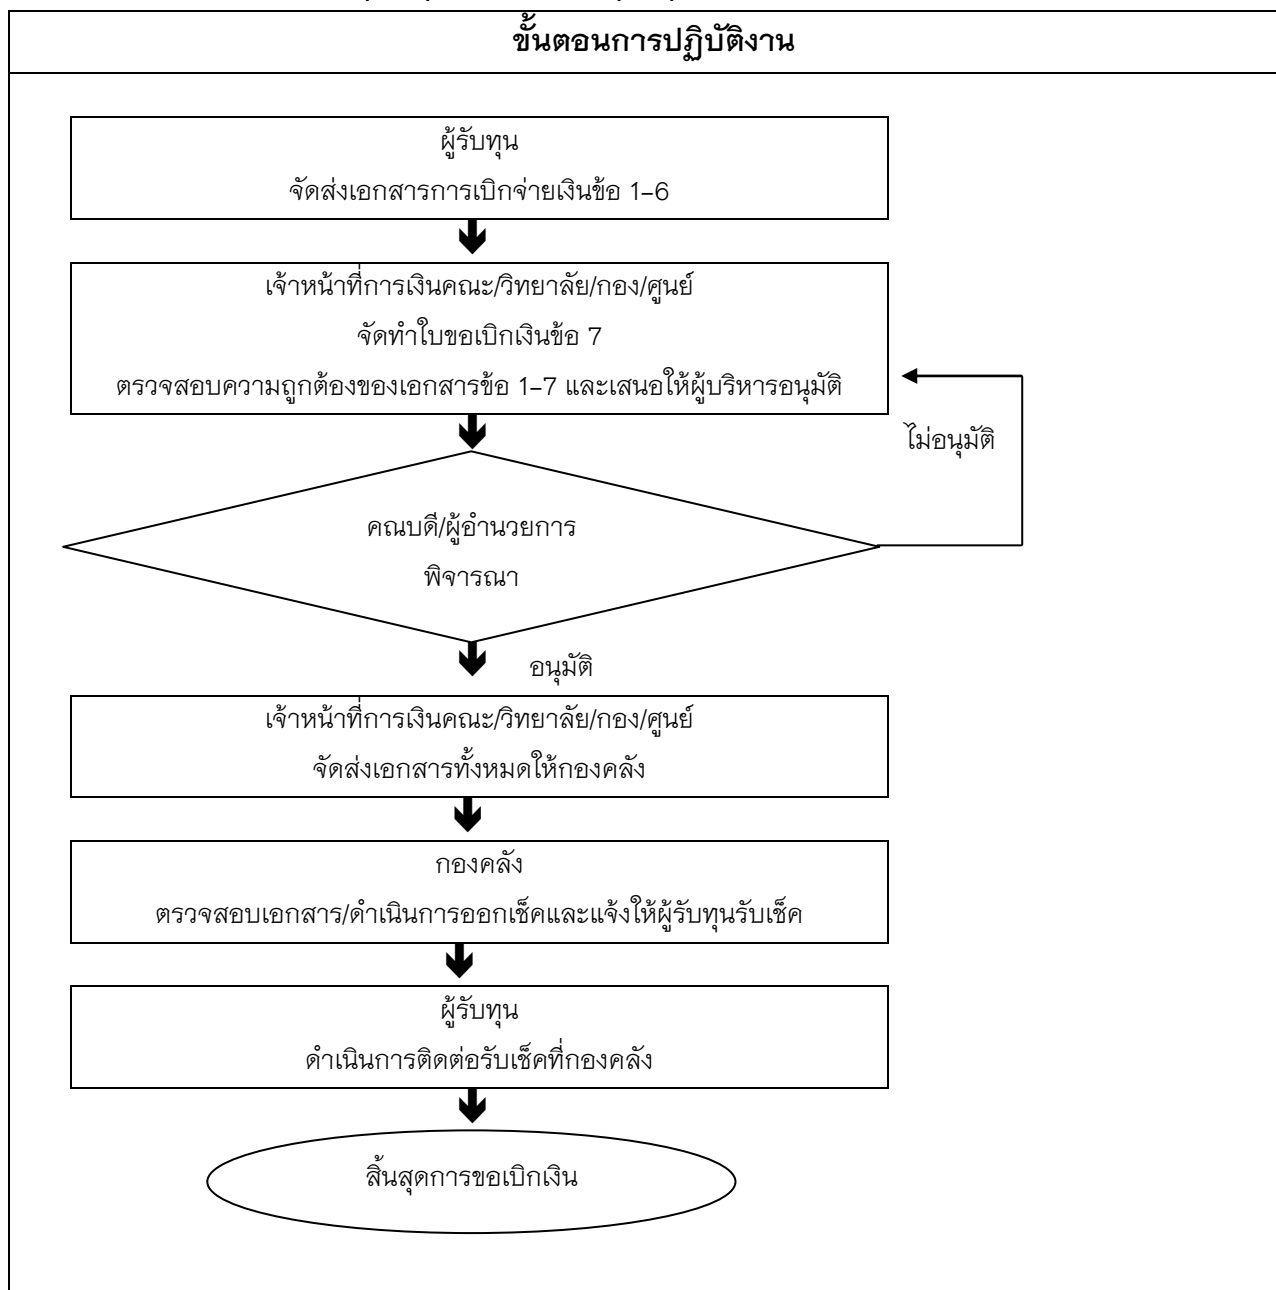 ขั้นตอนการปฏิบัติงาน
ผู้รับทุน
จัดส่งเอกสารการเบิกจ่ายเงินข้อ 1-6
เจ้าหน้าที่การเงินคณะ/วิทยาลัย/กอง/ศูนย์
จัดทำใบขอเบิกเงินข้อ 7
ตรวจสอบความถูกต้องของเอกสารข้อ 1-7 และเสนอให้ผู้บริหารอนุมัติ
ไม่อนุมัติ
คณบดี/ผู้อำนวยการ
พิจารณา
อนุมัติ
เจ้าหน้าที่การเงินคณะ/วิทยาลัย/กอง/ศูนย์
จัดส่งเอกสารทั้งหมดให้กองคลัง
กองคลัง
ตรวจสอบเอกสาร/ดำเนินการออกเช็คและแจ้งให้ผู้รับทุนรับเช็ค
ผู้รับทุน
ดำเนินการติดต่อรับเช็คที่กองคลัง
สิ้นสุดการขอเบิกเงิน